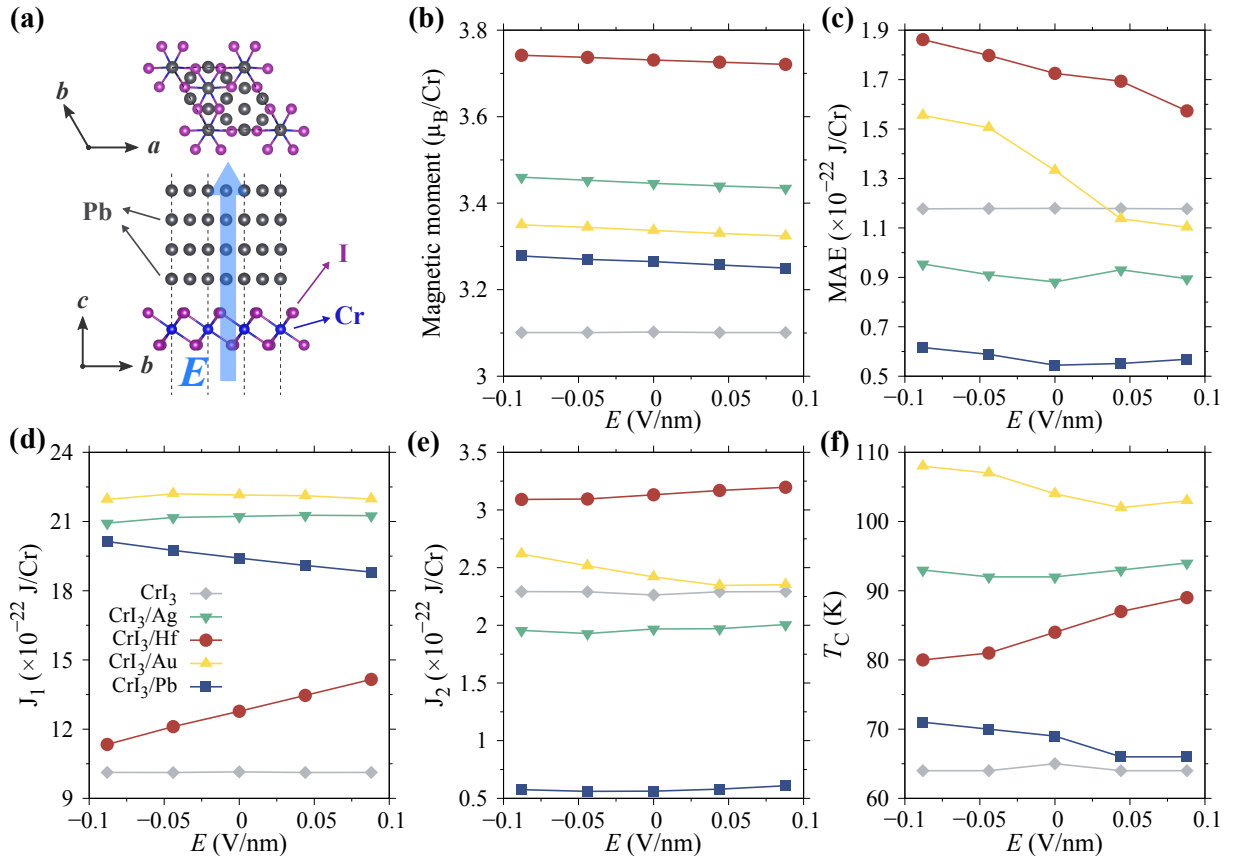 (a)
b
a
Pb
I
c
Cr
b
E
(b)
Magnetic moment (μB/Cr)
3.8
3.6
3.4
3.2
3
−0.1
−0.05
0
0.05
0.1
E (V/nm)
(c)
MAE (×10−22 J/Cr)
1.9
1.7
1.5
1.3
1.1
0.9
0.7
0.5
−0.1
−0.05
0
0.05
0.1
E (V/nm)
(d)
J1 (×10−22 J/Cr)
24
21
18
15
12
9
CrI3
CrI3/Ag
CrI3/Hf
CrI3/Au
CrI3/Pb
−0.1
−0.05
0
0.05
0.1
E (V/nm)
(e)
J2 (×10−22 J/Cr)
3.5
3
2.5
2
1.5
1
0.5
−0.1
−0.05
0
0.05
0.1
E (V/nm)
(f)
TC (K)
110
100
90
80
70
60
−0.1
−0.05
0
0.05
0.1
E (V/nm)